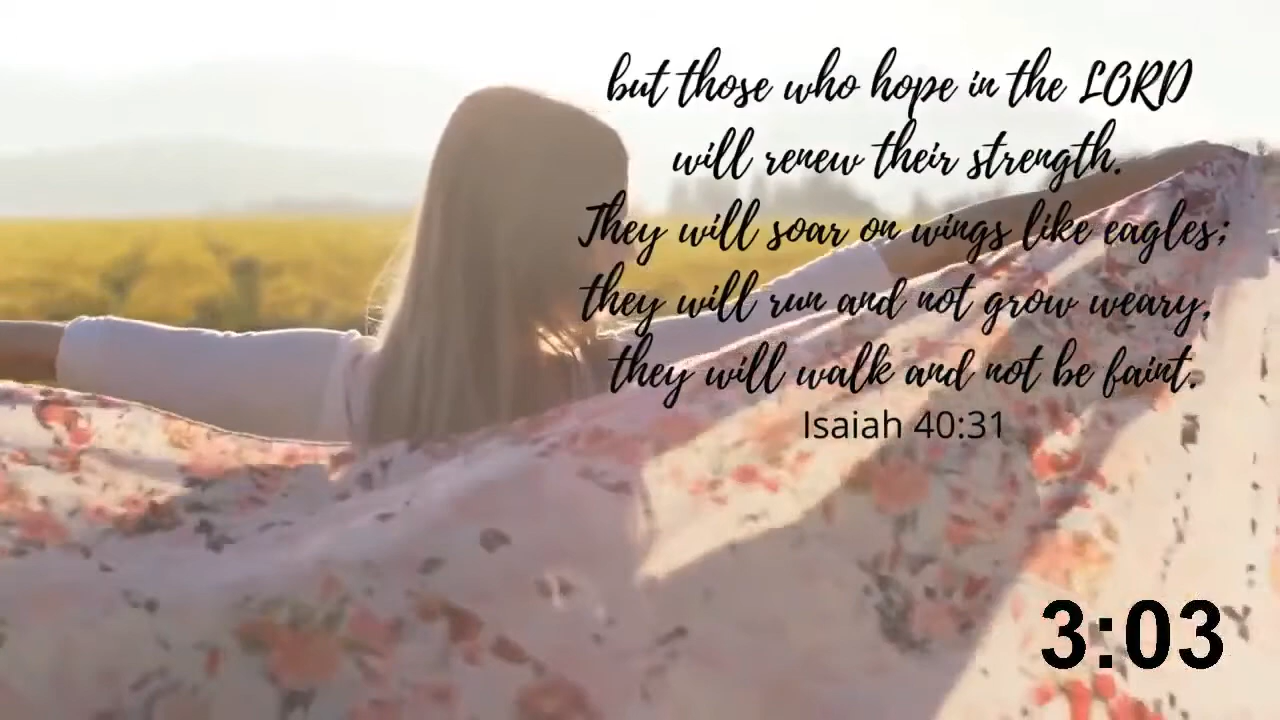 but those who hope in the LORD
will renew their strength.
They will soar on wings like eagles;
they will run and not grow weary,
they will walk and not be faint.
Isaiah 40:31
3:03